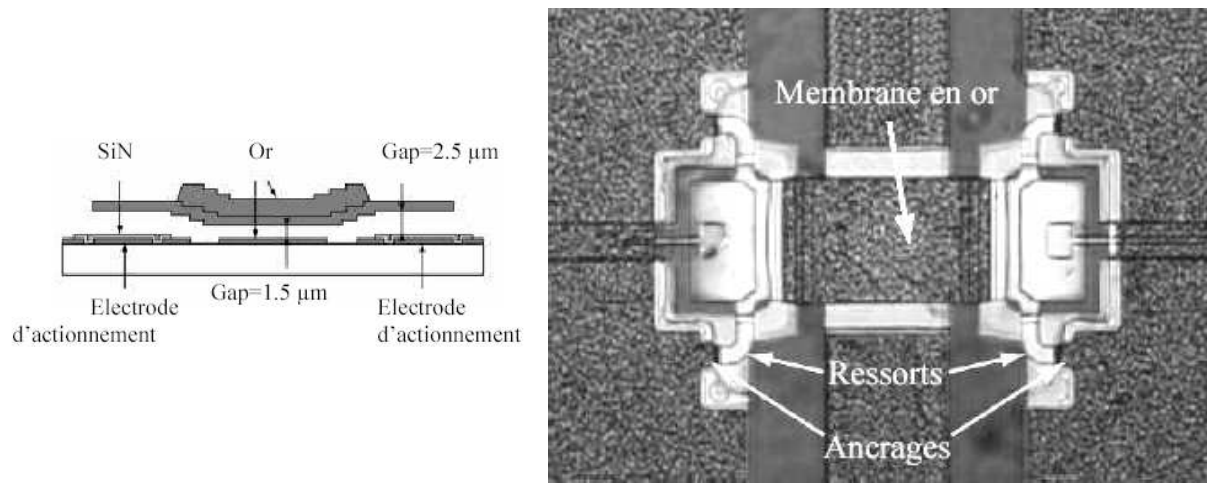 SiN
Or
Gap=2.5 µm
Gap=1.5 µm
Electrode
d'actionnement
Electrode
d'actionnement
Membrane en or
Ressorts
Ancrages